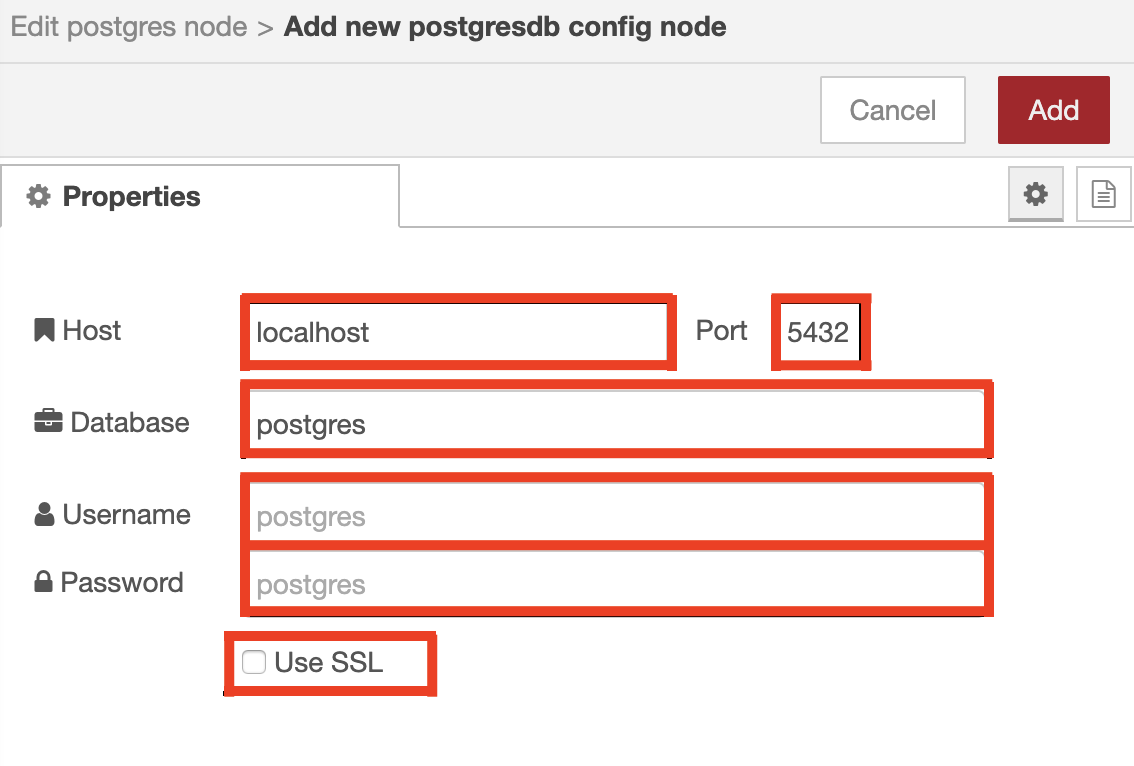 Edit postgres node > Add new postgresdb config node
Cancel Add
Properties
Host localhost Port 5432
Database postgres
Username postgres
Password postgres
Use SSL